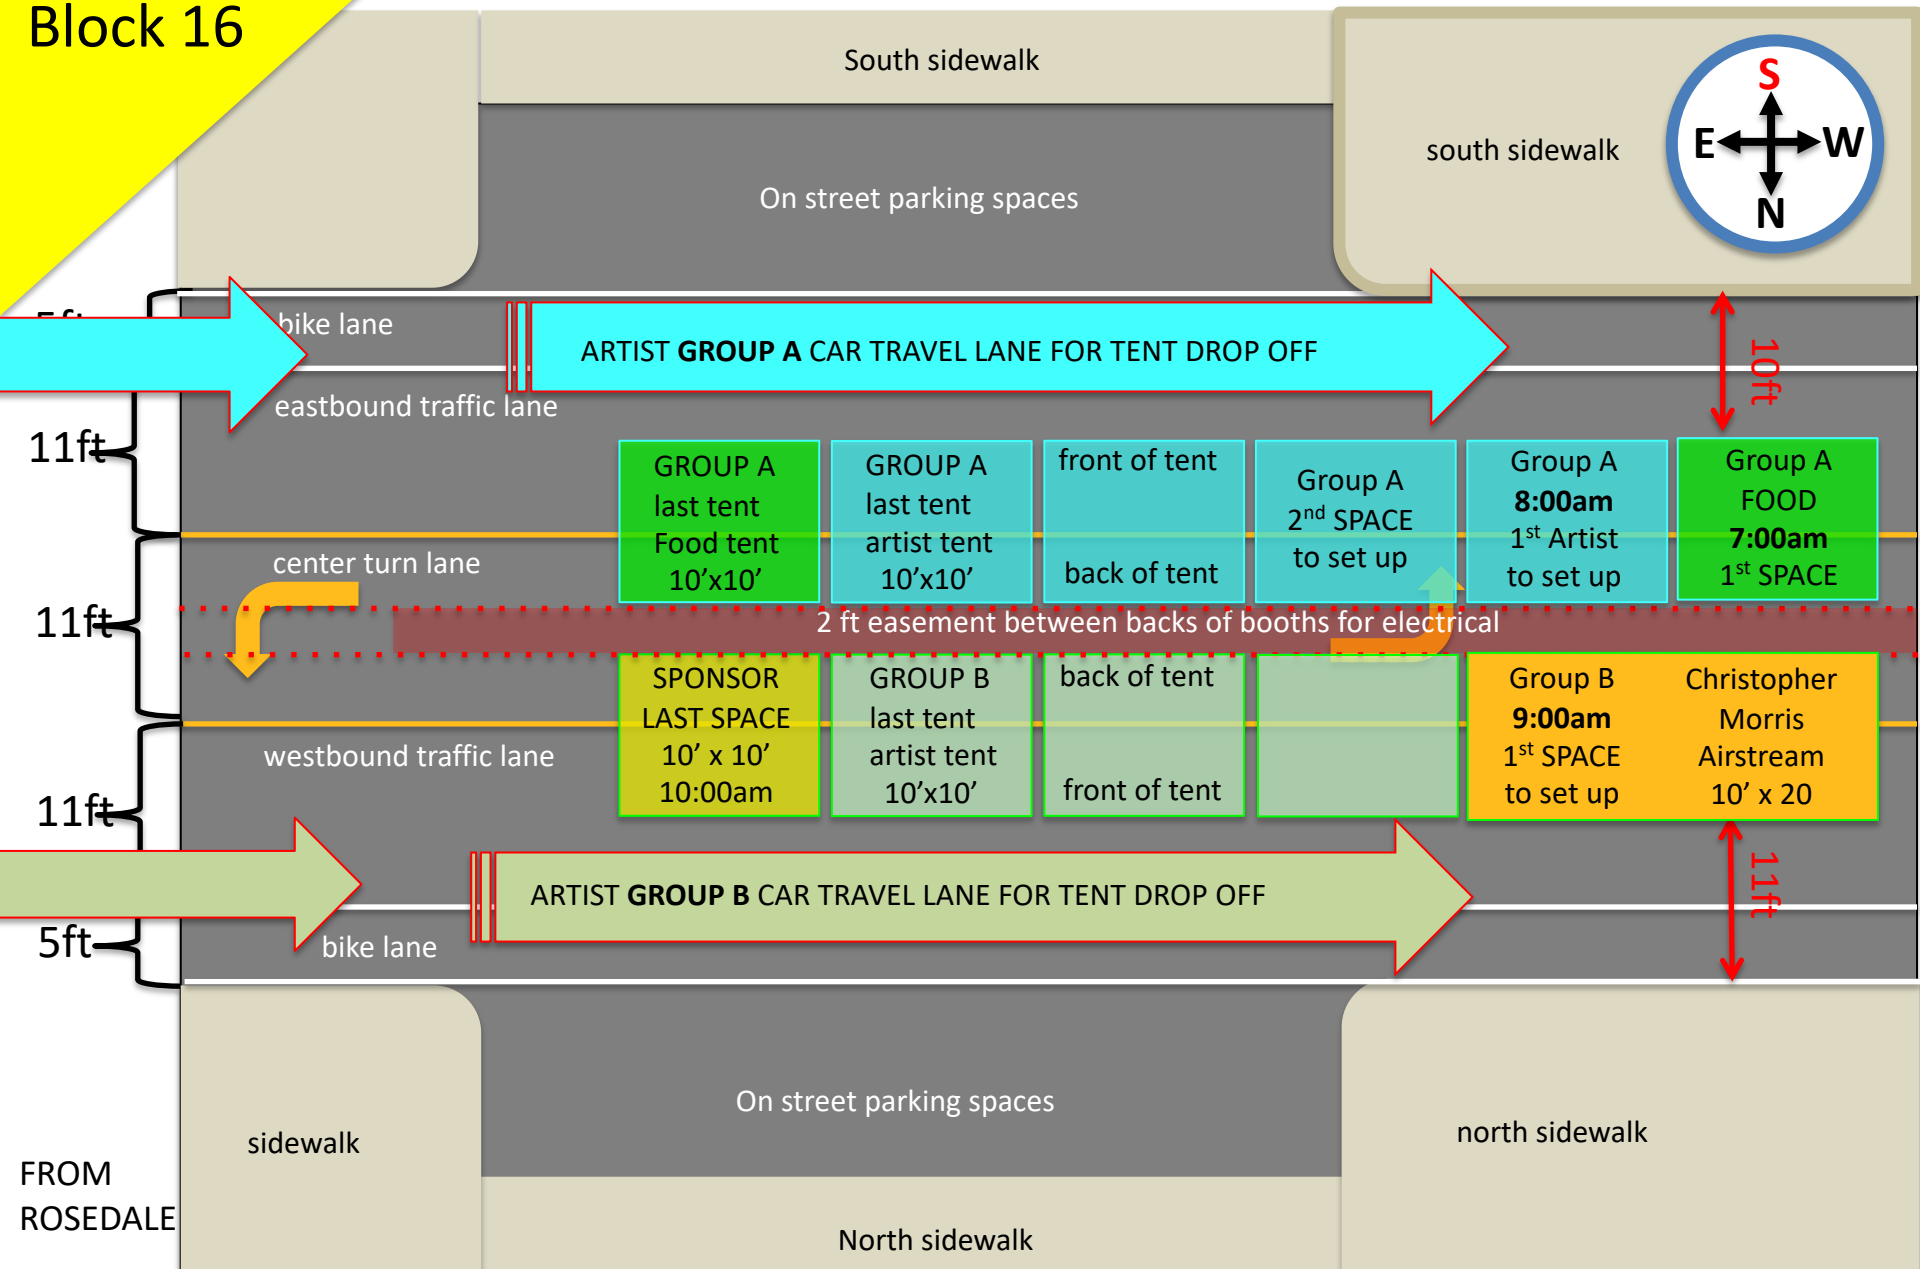 Block 16
South sidewalk
south sidewalk
S
E
W
N
On street parking spaces
bike lane
ARTIST GROUP A CAR TRAVEL LANE FOR TENT DROP OFF
10ft
eastbound traffic lane
11ft
GROUP A
last tent
Food tent
10’x10’
GROUP A
last tent
artist tent
10’x10’
front of tent
back of tent
Group A
2nd SPACE
to set up
Group A
8:00am
1st Artist
to set up
Group A
FOOD
7:00am
1st SPACE
center turn lane
11ft
2 ft easement between backs of booths for electrical
SPONSOR
LAST SPACE
10’ x 10’
10:00am
GROUP B
last tent
artist tent
10’x10’
back of tent
front of tent
Group B
9:00am
1st SPACE
to set up
Christopher
Morris
Airstream
10’ x 20
westbound traffic lane
11ft
ARTIST GROUP B CAR TRAVEL LANE FOR TENT DROP OFF
11ft
5ft
bike lane
On street parking spaces
sidewalk
north sidewalk
FROM
ROSEDALE
North sidewalk